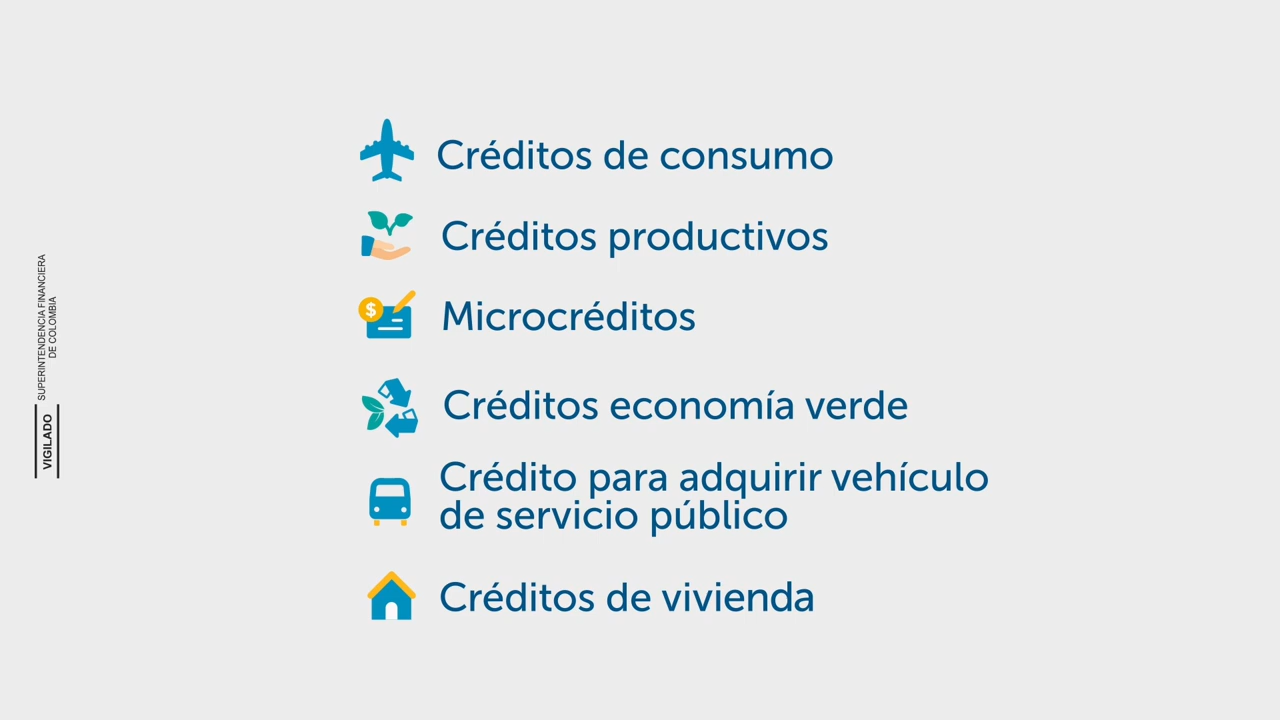 Créditos de consumo
Créditos productivos
$
Microcréditos
Créditos economía verde
Crédito para adquirir vehículo
de servicio público
Créditos de vivienda
VIGILADO
SUPERINTENDENCIA FINANCIERA
DE COLOMBIA